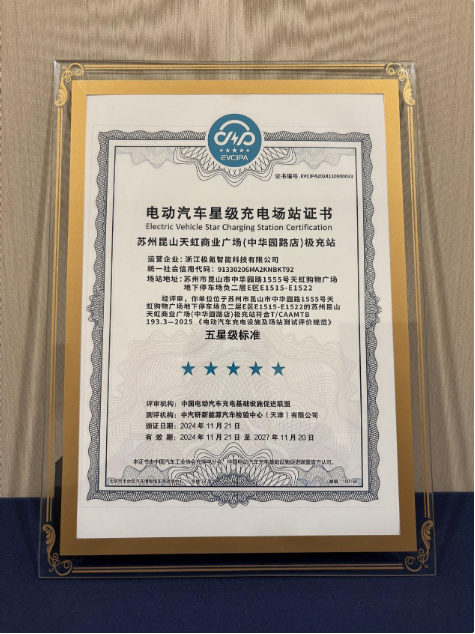 EVCIPA
证书编号:EVCIPA2024110000033
电动汽车星级充电场站证书
Electric Vehicle Star Charging Station Certification
苏州昆山天虹商业广场(中华园路店)极充站
运营企业:浙江极氪智能科技有限公司
统一社会信用代码:91330206MA2KNBKT92
场站地址:苏州市昆山市中华园路1555号天虹购物广场
地下停车场负二层E区E1515-E1522
经评审,你单位位于苏州市昆山市中华园路1555号天
虹购物广场地下停车场负二层E区E1515-E1522的苏州昆山
天虹商业广场(中华园路店)极充站符合T/CAAMTB
193.3—2025《电动汽车充电设施及场站测试评价规范》
五星级标准
评审机构:中国电动汽车充电基础设施促进联盟
测评机构:中汽研新能源汽车检验中心(天津)有限公司
颁证日期:2024年11月21日
有效期:2024年11月21日至2027年11月20日